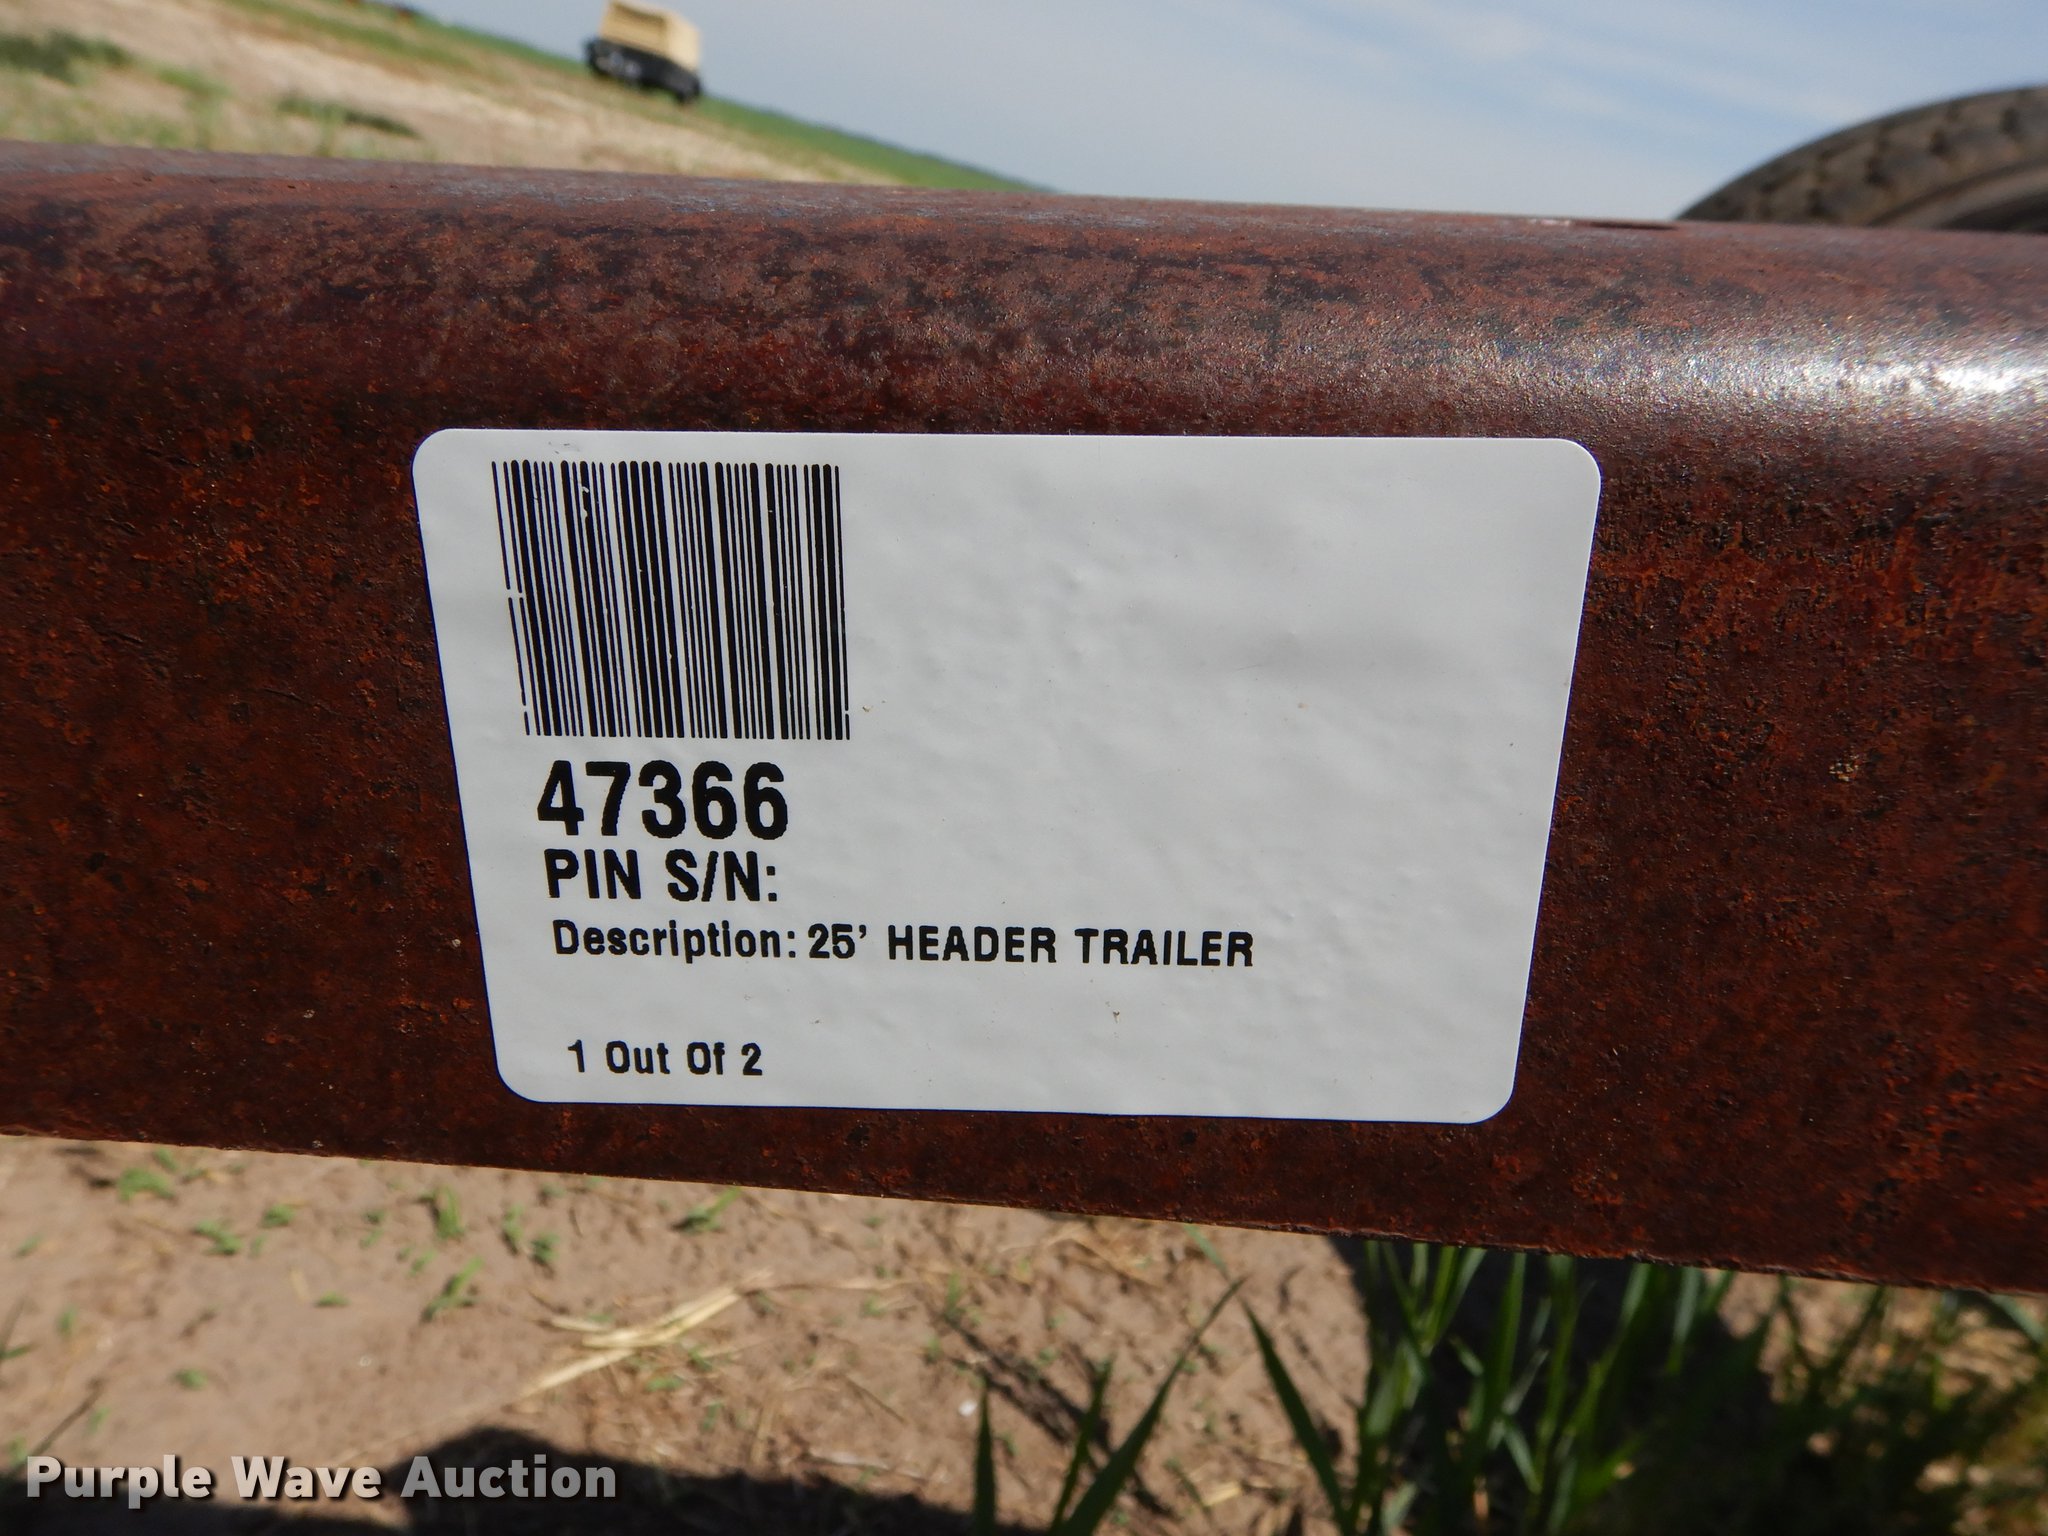 47366
PIN S/N:
Description: 25' HEADER TRAILER
1 Out Of 2
Purple Wave Auction